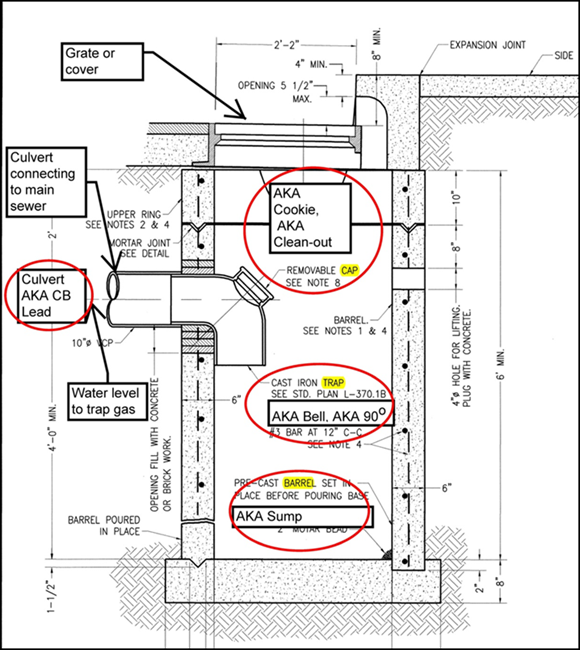 2'-2"
Grate or
cover
4" MIN.
8" MIN.
EXPANSION JOINT
SIDE
OPENING 5 1/2"
MAX.
Culvert
connecting to
main
sewer
AKA
Cookie,
AKA
Clean-out
UPPER RING
SEE NOTES 2 & 4
10"
MORTAR JOINT
SEE DETAIL
2'
8"
REMOVABLE CAP
SEE NOTE 8
Culvert
AKA CB
Lead
BARREL.
SEE NOTES 1 & 4
10"ø VCP
4"ø HOLE FOR LIFTING.
PLUG WITH CONCRETE.
6' MIN.
Water level
to trap gas
CAST IRON TRAP
SEE STD. PLAN L-370.1B
6"
AKA Bell. AKA 90º
#3 BAR AT 12" C-C
SEE NOTE 4
4'-0" MIN.
OPENING FILL WITH CONCRETE
OR BRICK WORK.
PRE-CAST BARREL SET IN
PLACE BEFORE POURING BASE
6"
AKA Sump
2" MOTAR BEAD
BARREL POURED
IN PLACE
1-1/2"
2"
8"